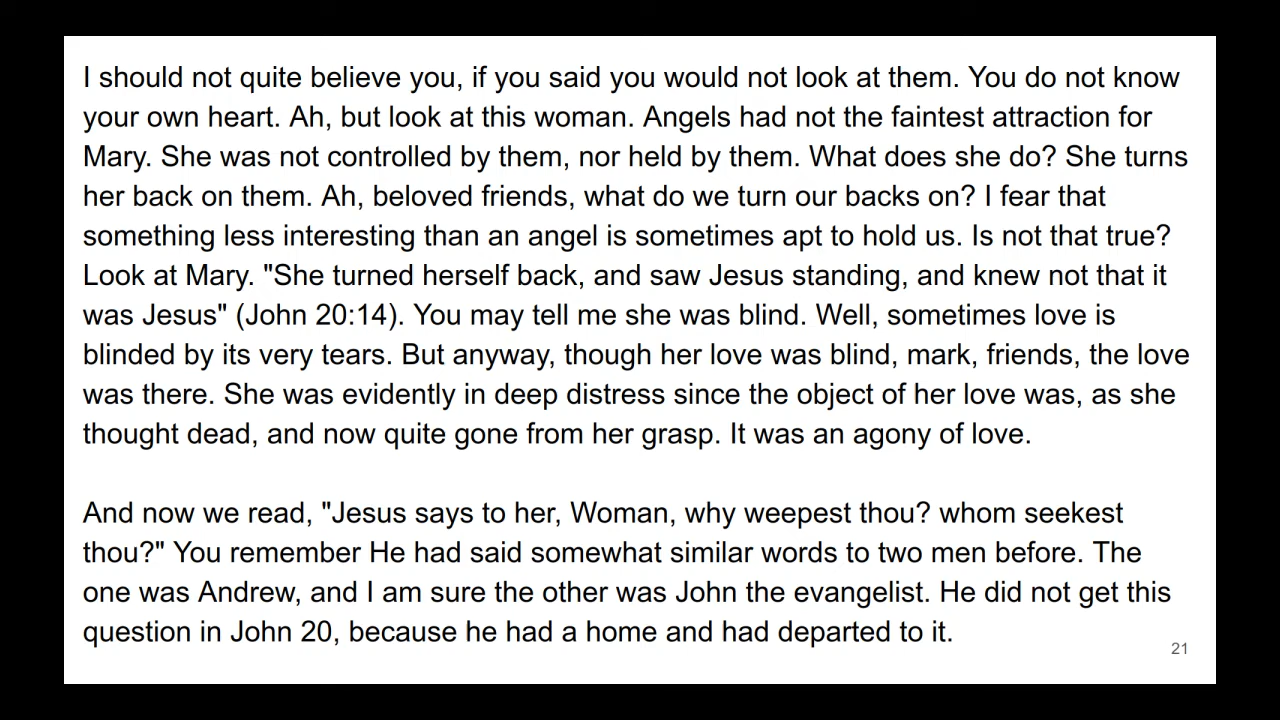 I should not quite believe you, if you said you would not look at them. You do not know
your own heart. Ah, but look at this woman. Angels had not the faintest attraction for
Mary. She was not controlled by them, nor held by them. What does she do? She turns
her back on them. Ah, beloved friends, what do we turn our backs on? I fear that
something less interesting than an angel is sometimes apt to hold us. Is not that true?
Look at Mary. "She turned herself back, and saw Jesus standing, and knew not that it
was Jesus" (John 20:14). You may tell me she was blind. Well, sometimes love is
blinded by its very tears. But anyway, though her love was blind, mark, friends, the love
was there. She was evidently in deep distress since the object of her love was, as she
thought dead, and now quite gone from her grasp. It was an agony of love.
And now we read, "Jesus says to her, Woman, why weepest thou? whom seekest
thou?" You remember He had said somewhat similar words to two men before. The
one was Andrew, and I am sure the other was John the evangelist. He did not get this
question in John 20, because he had a home and had departed to it.
21